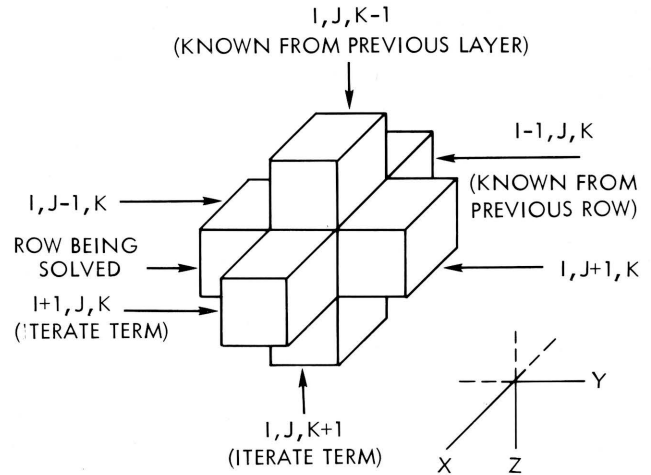 I,J,K-1
(KNOWN FROM PREVIOUS LAYER)
I-1,J,K
(KNOWN FROM
PREVIOUS ROW)
I,J-1,K
ROW BEING
SOLVED
I,J+1,K
I+1,J,K
(ITERATE TERM)
I,J,K+1
(ITERATE TERM)
Y
X
Z